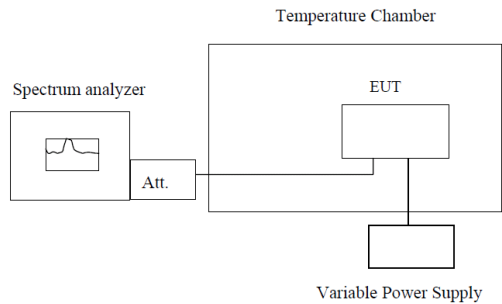 Temperature Chamber
Spectrum analyzer
EUT
Att.
Variable Power Supply